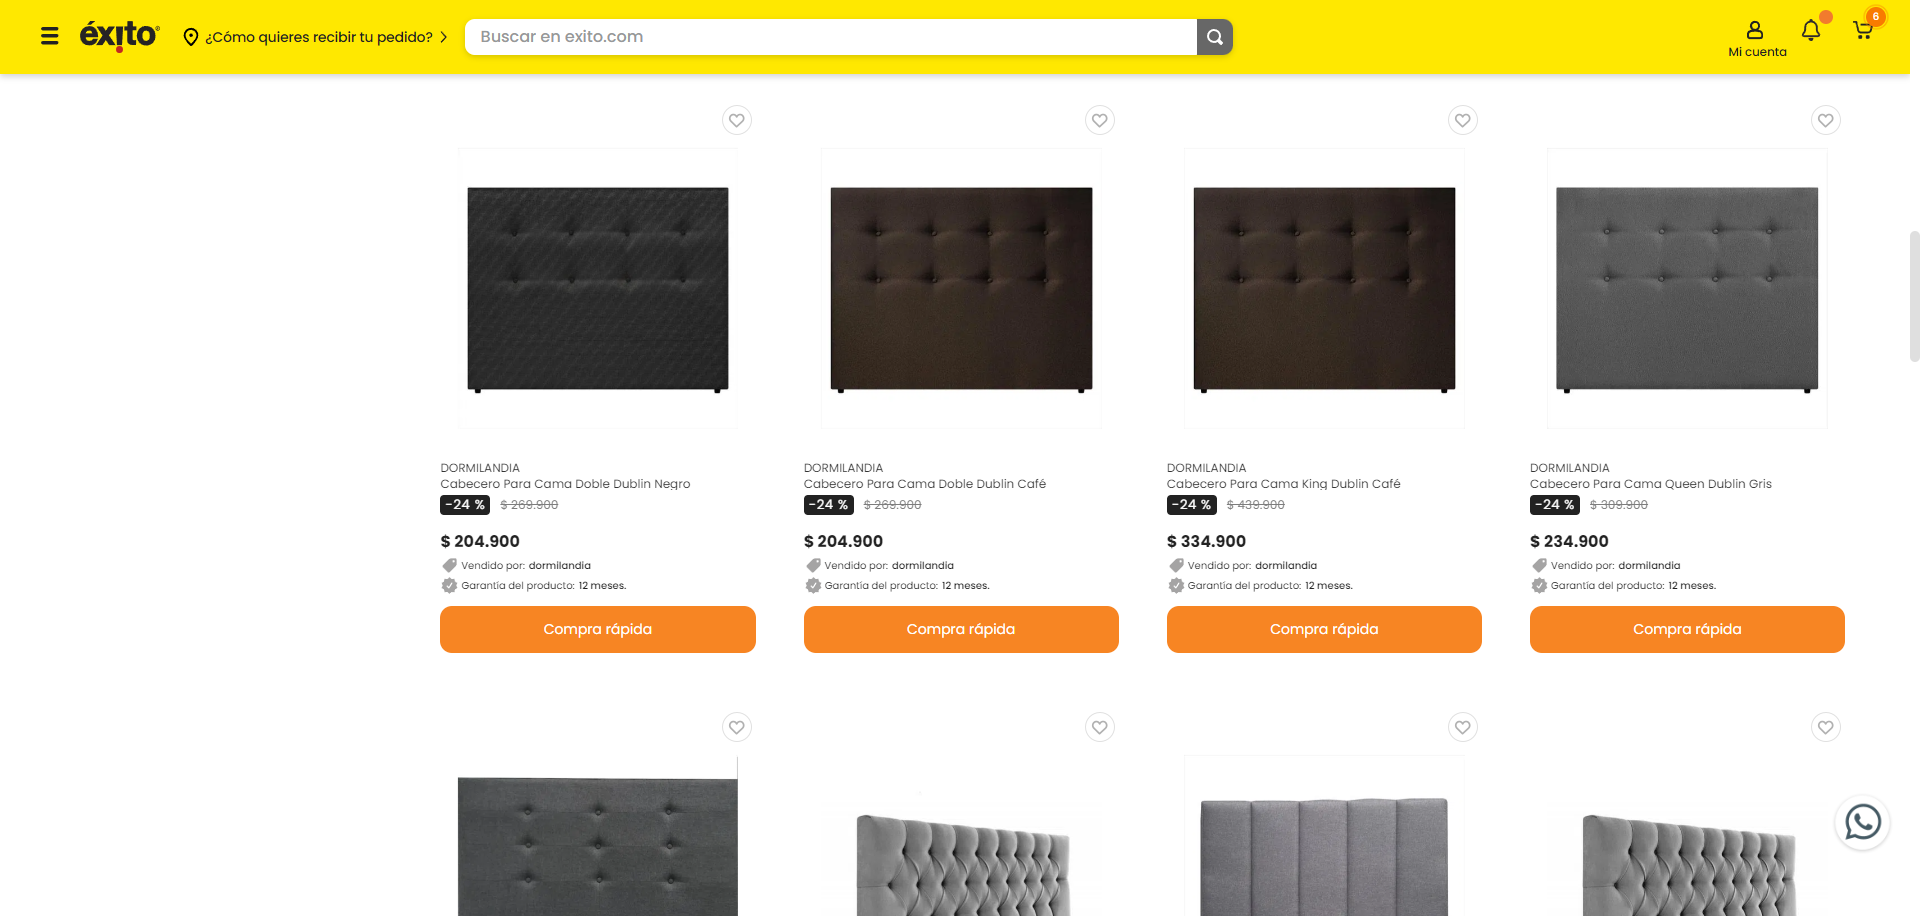 éxito
¿Cómo quieres recibir tu pedido?
Buscar en exito.com
Mi cuenta
6
DORMILANDIA
Cabecero Para Cama Doble Dublin Negro
-24 % $ 269.900
$ 204.900
Vendido por: dormilandia
Garantía del producto: 12 meses.
Compra rápida
DORMILANDIA
Cabecero Para Cama Doble Dublin Café
-24 % $ 269.900
$ 204.900
Vendido por: dormilandia
Garantía del producto: 12 meses.
Compra rápida
DORMILANDIA
Cabecero Para Cama King Dublin Café
-24 % $ 439.900
$ 334.900
Vendido por: dormilandia
Garantía del producto: 12 meses.
Compra rápida
DORMILANDIA
Cabecero Para Cama Queen Dublin Gris
-24 % $ 309.900
$ 234.900
Vendido por: dormilandia
Garantía del producto: 12 meses.
Compra rápida